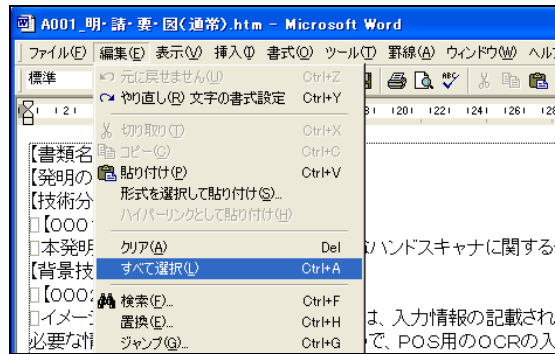 A001_明・請・要・図(通常).htm - Microsoft Word
ファイル(F) 編集(E) 表示(V) 挿入(I) 書式(O) ツール(T) 罫線(A) ウィンドウ(W)
標準
元に戻せません(U) Ctrl+Z
やり直し(R) 文字の書式設定 Ctrl+Y
切り取り(T) Ctrl+X
コピー(C) Ctrl+C
貼り付け(P) Ctrl+V
形式を選択して貼り付け(S)...
ハイパーリンクとして貼り付け(H)
クリア(A) Del
すべて選択(L) Ctrl+A
検索(F)... Ctrl+F
置換(E)... Ctrl+H
ジャンプ(G)... Ctrl+G
|20| |22| |24| |26|
【書類名
【発明の
【技術分
□【000
□本発明 ハンドスキャナに関する
【背景技
□【000
□イメー は、入力情報の記載され
必要な情 で、POS用のOCRの入